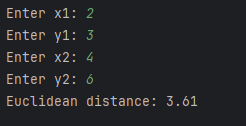 Enter x1: 2
Enter y1: 3
Enter x2: 4
Enter y2: 6
Euclidean distance: 3.61